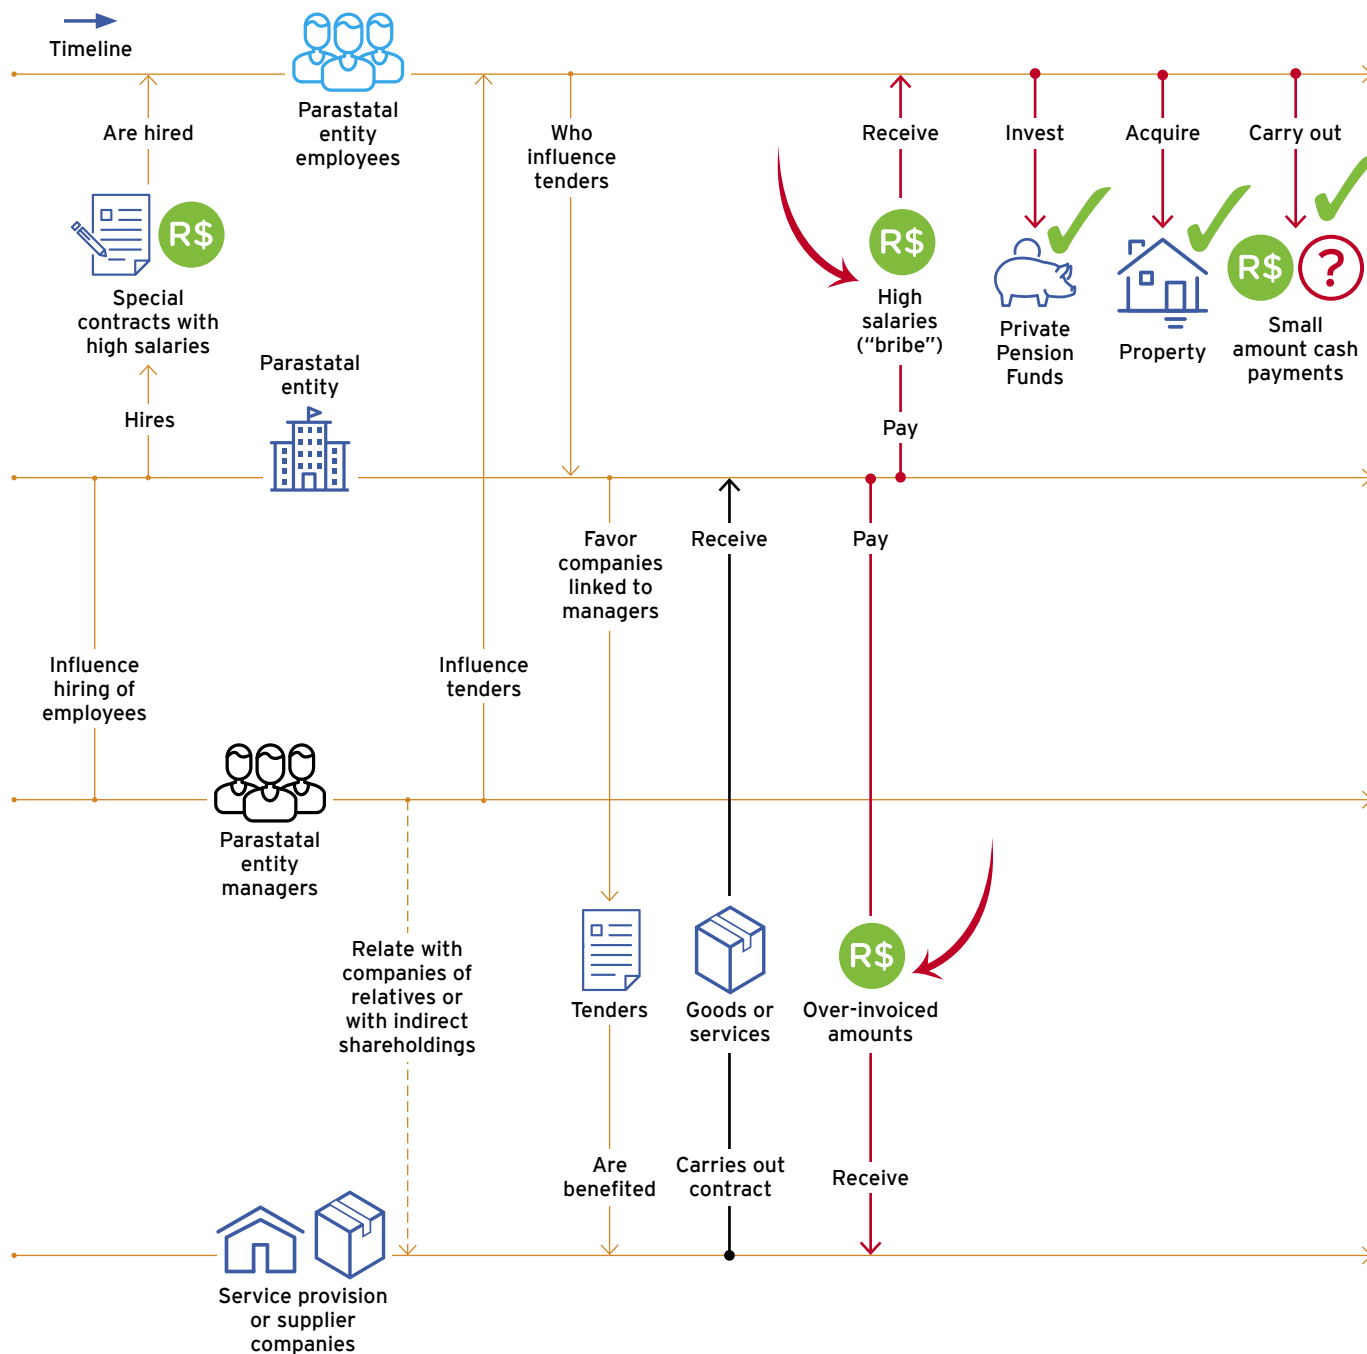 Timeline
Parastatal
entity
employees
Are hired
Who
influence
tenders
Receive
Invest
Acquire
Carry out
R$
R$
R$
?
Special
contracts with
high salaries
High
salaries
(“bribe”)
Private
Pension
Funds
Property
Small
amount cash
payments
Parastatal
entity
Hires
Pay
Favor
companies
linked to
managers
Receive
Pay
Influence
hiring of
employees
Influence
tenders
Parastatal
entity
managers
Relate with
companies of
relatives or
with indirect
shareholdings
R$
Tenders
Goods or
services
Over-invoiced
amounts
Are
benefited
Carries out
contract
Receive
Service provision
or supplier
companies